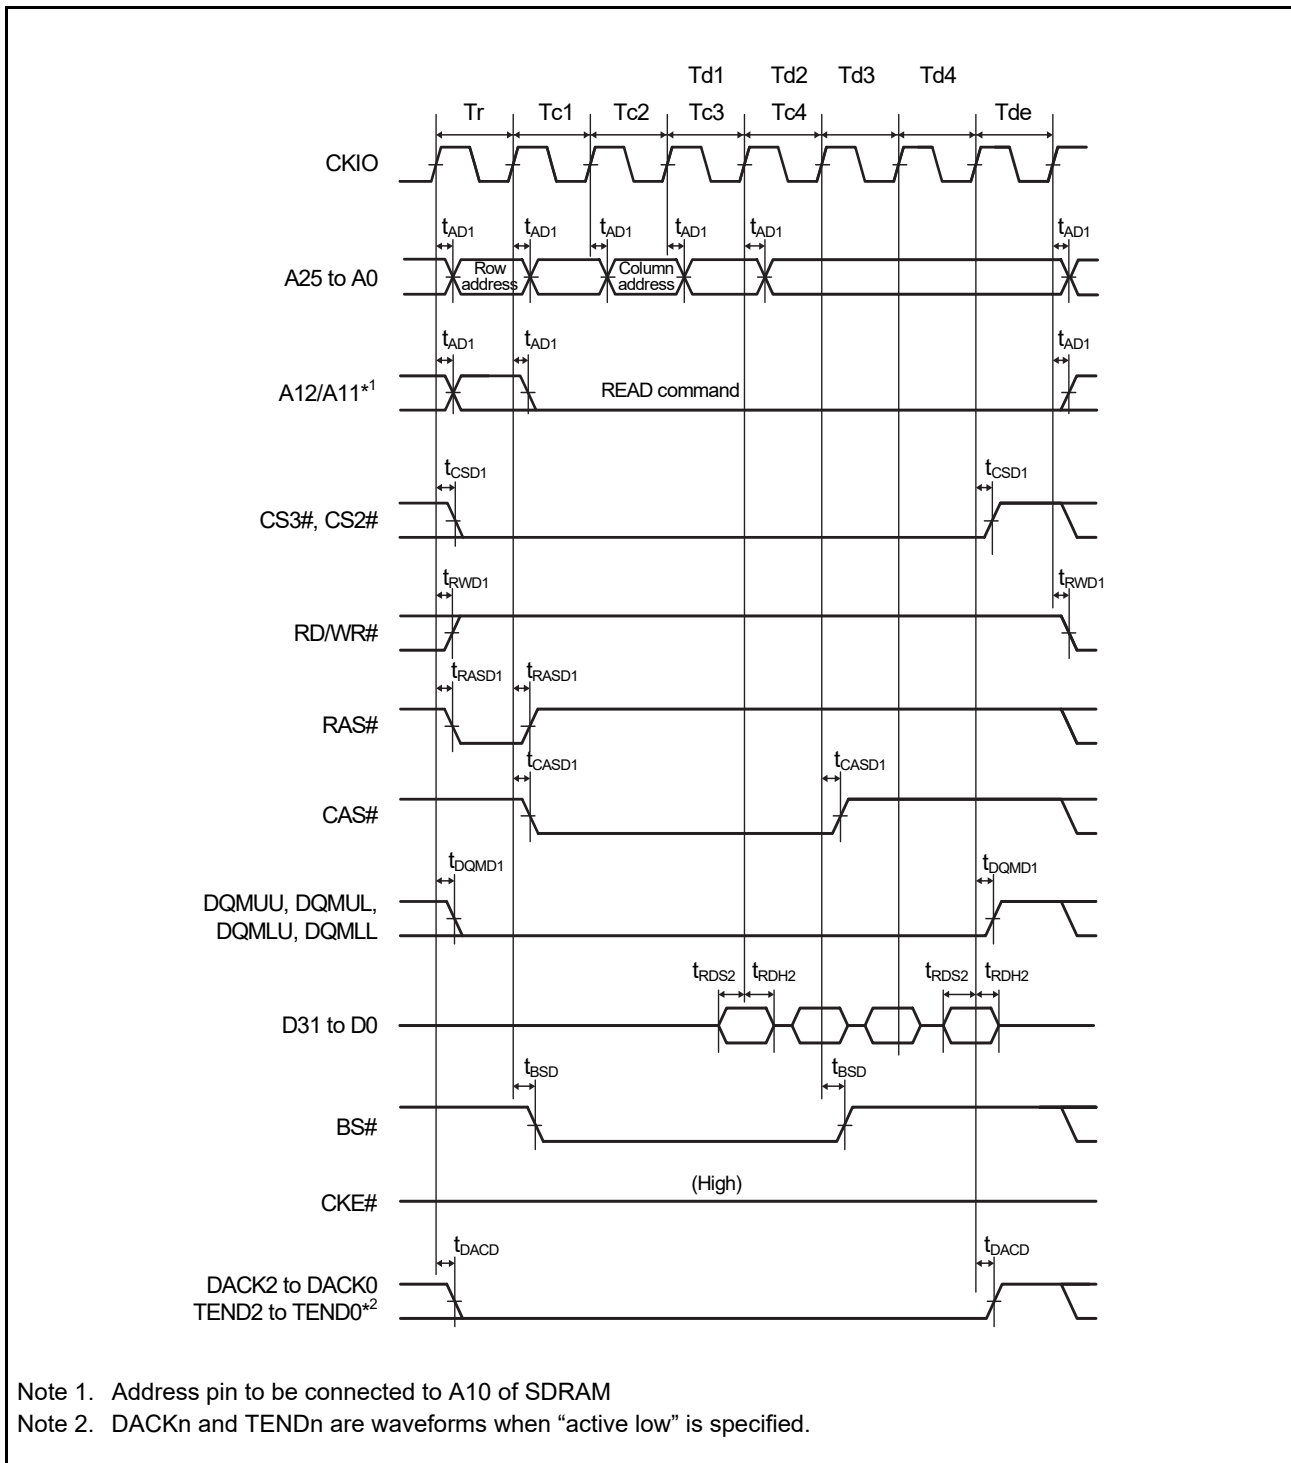 Td1 Td2 Td3 Td4
Tr Tc1 Tc2 Tc3 Tc4 Tde
CKIO
tAD1 tAD1 tAD1 tAD1 tAD1 tAD1
A25 to A0
Row address
Column address
tAD1 tAD1 tAD1
A12/A11*1
READ command
tCSD1 tCSD1
CS3#, CS2#
tRWD1 tRWD1
RD/WR#
tRASD1 tRASD1
RAS#
tCASD1 tCASD1
CAS#
tDQMD1 tDQMD1
DQMUU, DQMUL,
DQMLU, DQMLL
tRDS2 tRDH2 tRDS2 tRDH2
D31 to D0
tBSD tBSD
BS#
(High)
CKE#
tDACD tDACD
DACK2 to DACK0
TEND2 to TEND0*2
Note 1. Address pin to be connected to A10 of SDRAM
Note 2. DACKn and TENDn are waveforms when “active low” is specified.